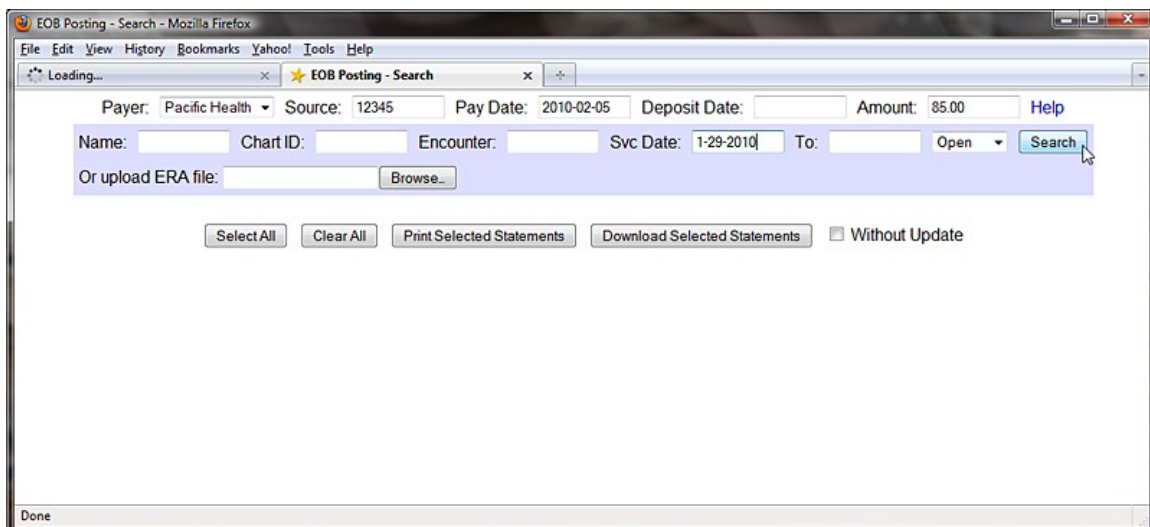 EOB Posting - Search - Mozilla Firefox
File Edit View History Bookmarks Yahoo! Tools Help
Loading... EOB Posting - Search
Payer: Pacific Health Source: 12345 Pay Date: 2010-02-05 Deposit Date: Amount: 85.00 Help
Name: Chart ID: Encounter: Svc Date: 1-29-2010 To: Open Search
Or upload ERA file: Browse...
Select All Clear All Print Selected Statements Download Selected Statements Without Update
Done